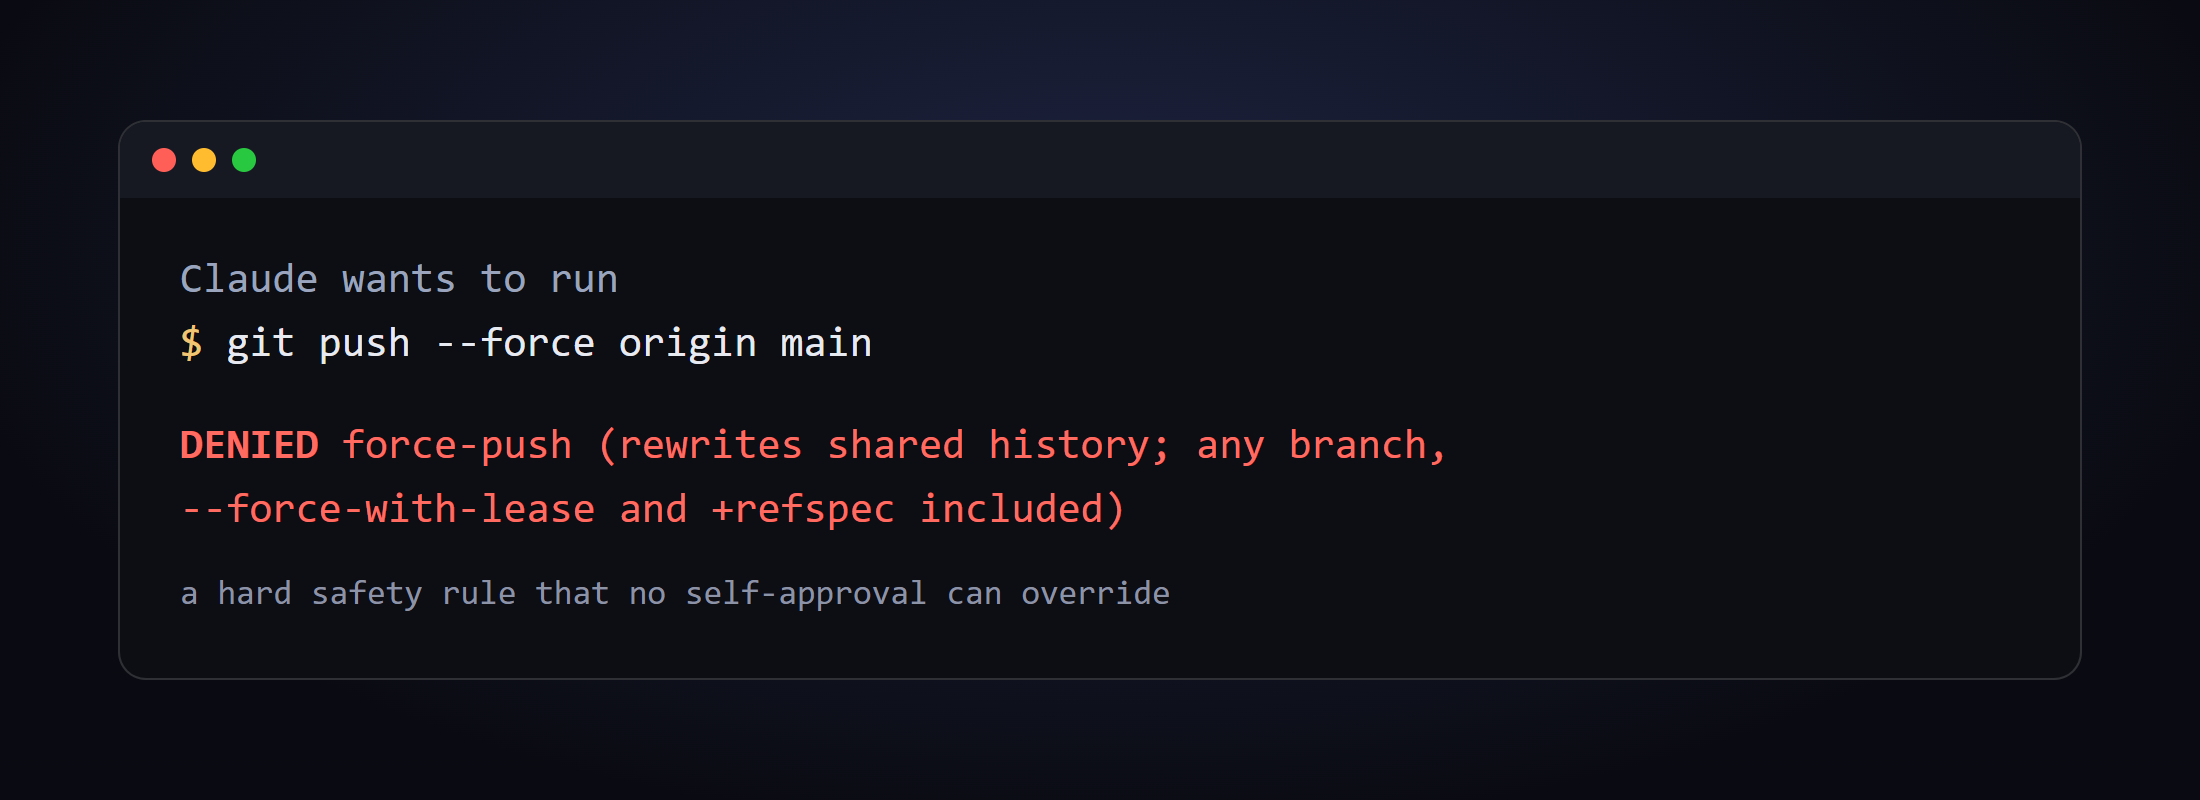 Claude wants to run
$ git push --force origin main
DENIED force-push (rewrites shared history; any branch,
--force-with-lease and +refspec included)
a hard safety rule that no self-approval can override